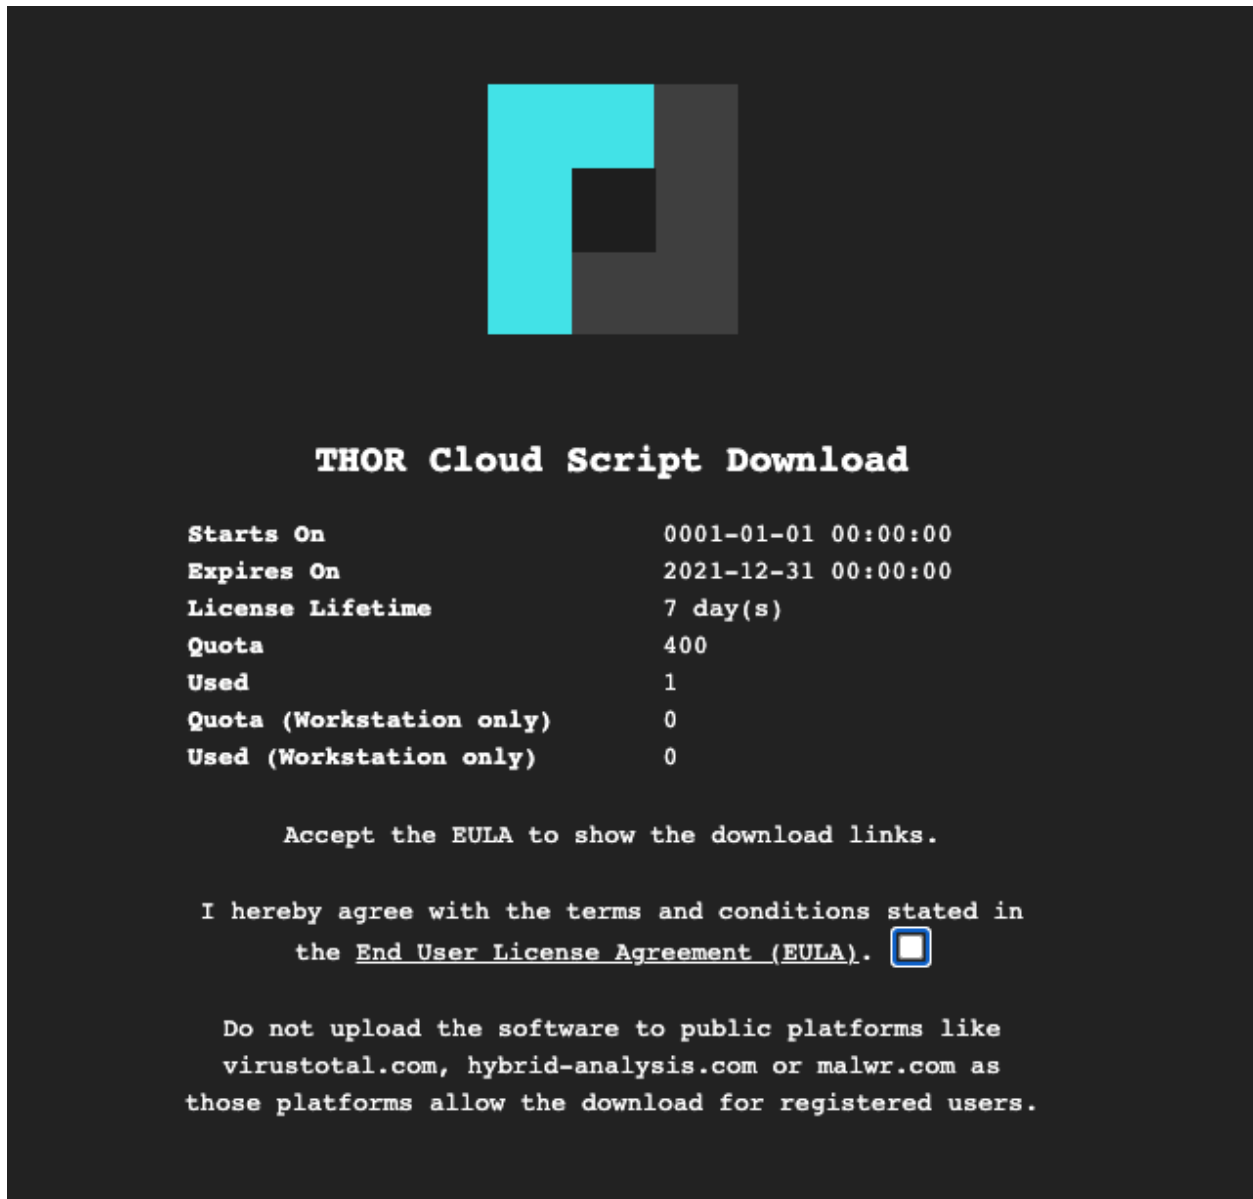 THOR Cloud Script Download
Starts On 0001-01-01 00:00:00
Expires On 2021-12-31 00:00:00
License Lifetime 7 day(s)
Quota 400
Used 1
Quota (Workstation only) 0
Used (Workstation only) 0
Accept the EULA to show the download links.
I hereby agree with the terms and conditions stated in
the End User License Agreement (EULA).
Do not upload the software to public platforms like
virustotal.com, hybrid-analysis.com or malwr.com as
those platforms allow the download for registered users.